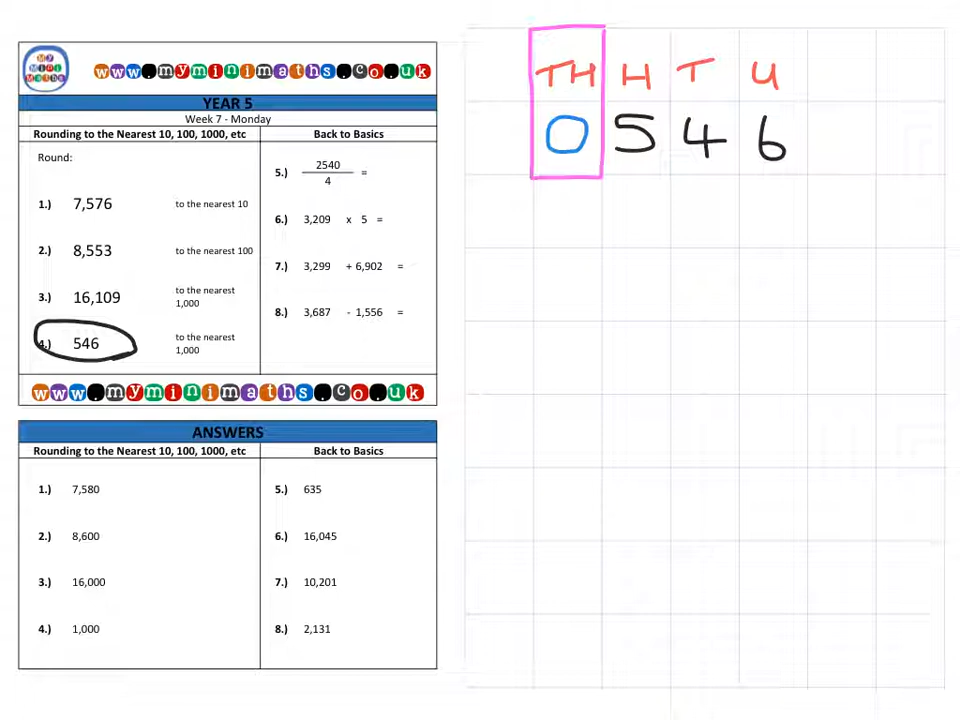 My
Mini
Maths
www.myminimaths.co.uk
YEAR 5
Week 7 - Monday
Rounding to the Nearest 10, 100, 1000, etc
Back to Basics
Round:
1.) 7,576 to the nearest 10
2.) 8,553 to the nearest 100
3.) 16,109 to the nearest
1,000
4.) 546 to the nearest
1,000
5.) 2540
4 =
6.) 3,209 x 5 =
7.) 3,299 + 6,902 =
8.) 3,687 - 1,556 =
www.myminimaths.co.uk
ANSWERS
Rounding to the Nearest 10, 100, 1000, etc
Back to Basics
1.) 7,580
2.) 8,600
3.) 16,000
4.) 1,000
5.) 635
6.) 16,045
7.) 10,201
8.) 2,131
TH H T U
0 5 4 6